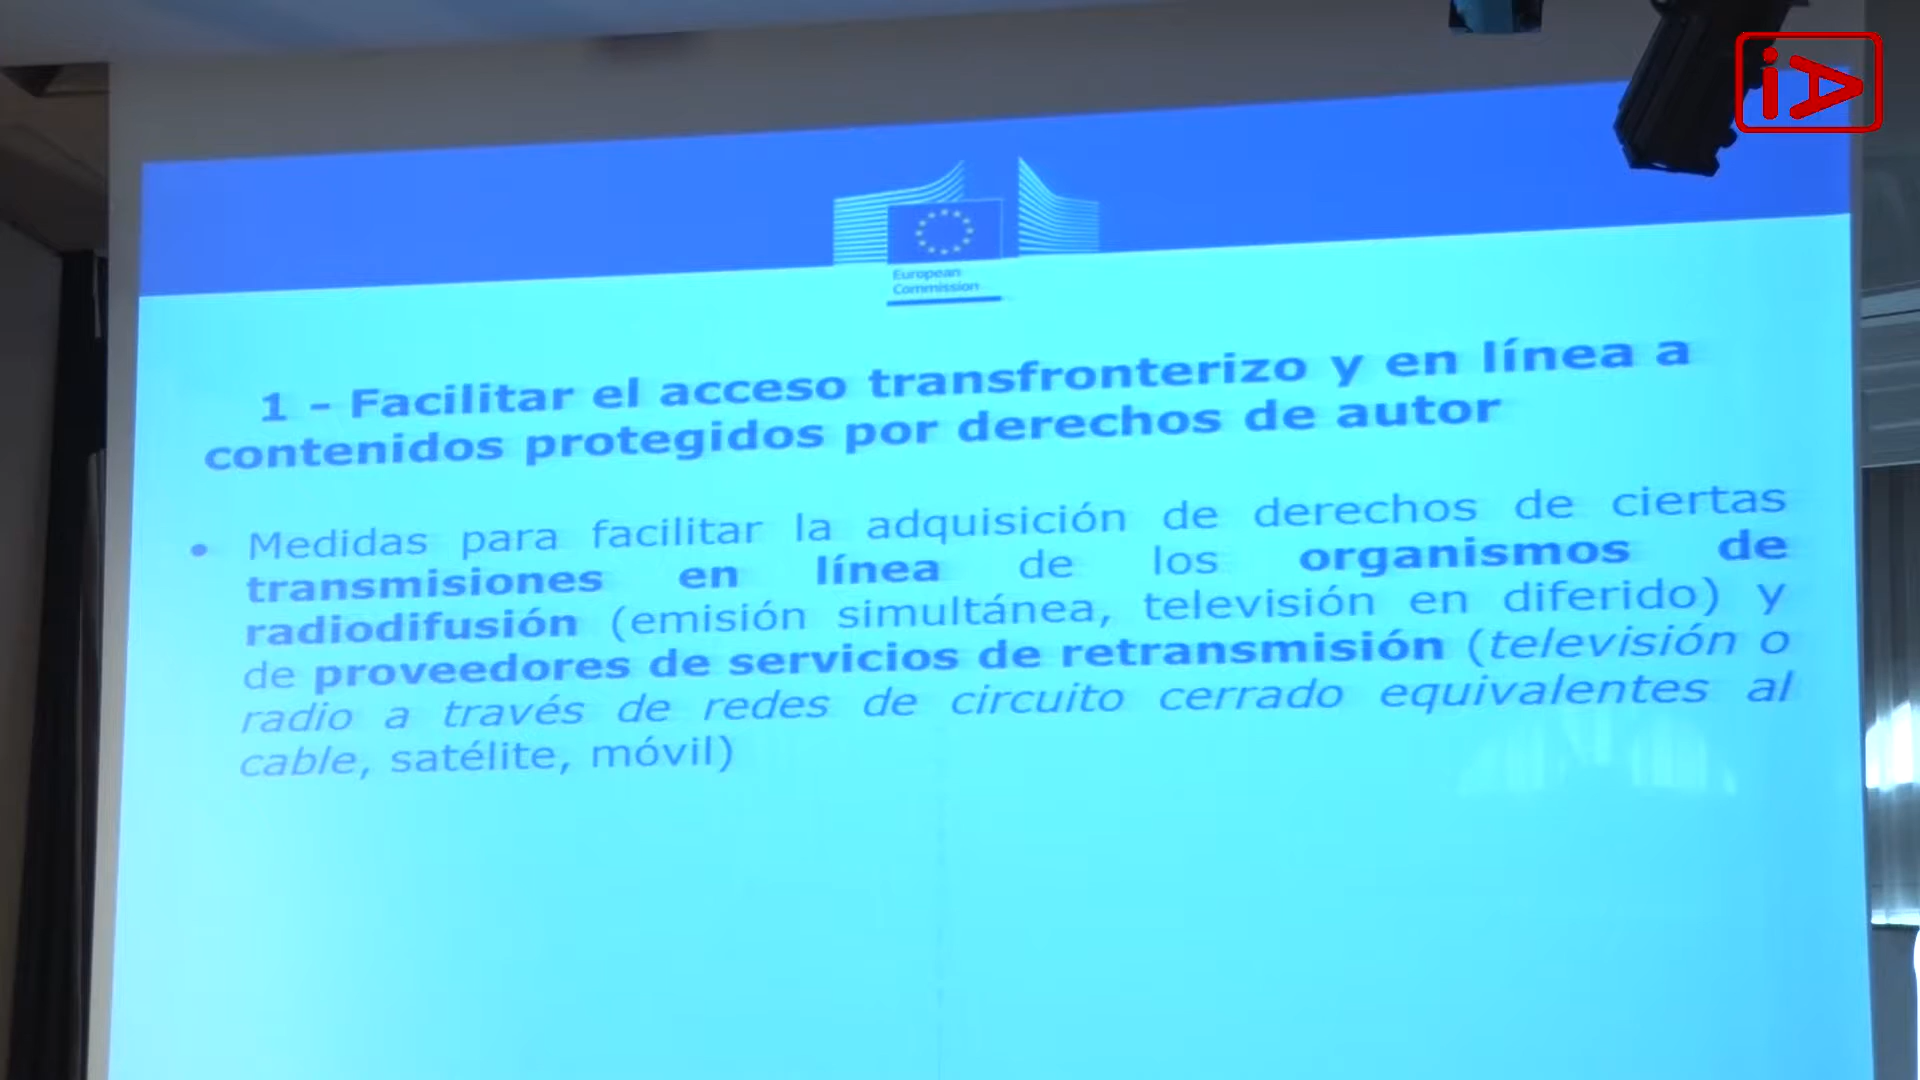 iA
European
Commission
1 - Facilitar el acceso transfronterizo y en línea a
contenidos protegidos por derechos de autor
• Medidas para facilitar la adquisición de derechos de ciertas
transmisiones en línea de los organismos de
radiodifusión (emisión simultánea, televisión en diferido) y
de proveedores de servicios de retransmisión (televisión o
radio a través de redes de circuito cerrado equivalentes al
cable, satélite, móvil)